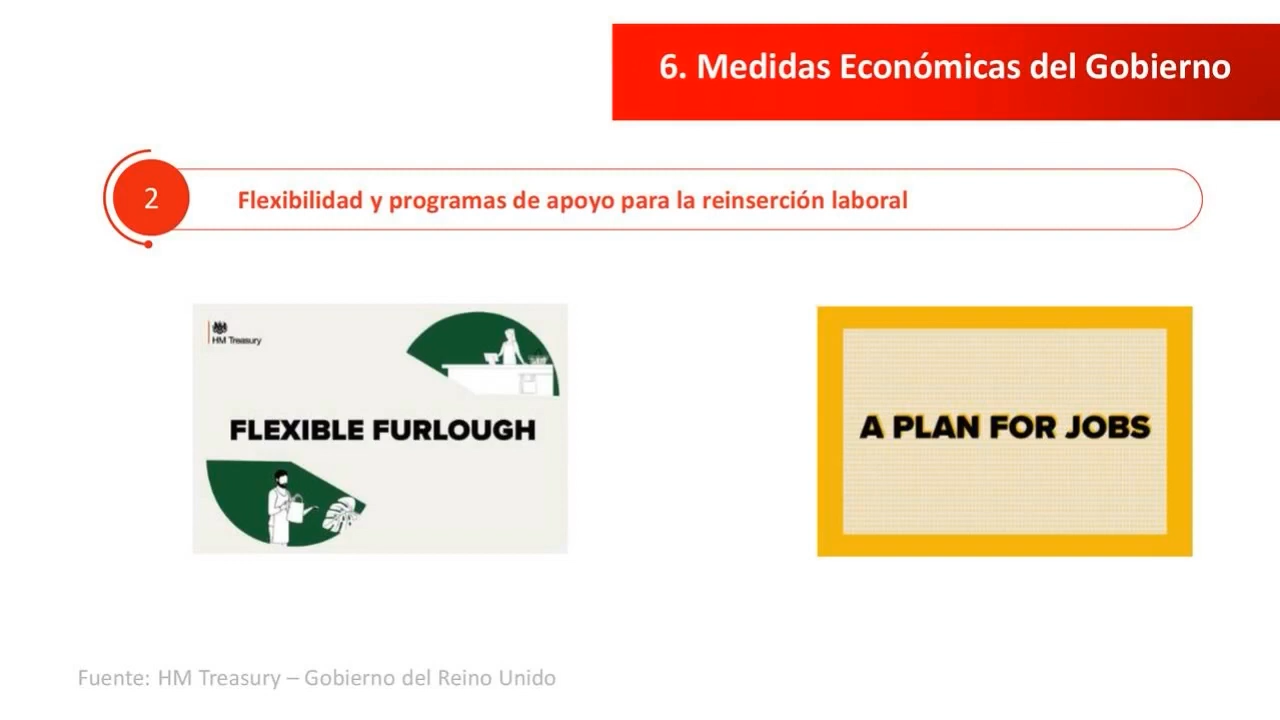 6. Medidas Económicas del Gobierno
2
Flexibilidad y programas de apoyo para la reinserción laboral
HM Treasury
FLEXIBLE FURLOUGH
A PLAN FOR JOBS
Fuente: HM Treasury – Gobierno del Reino Unido